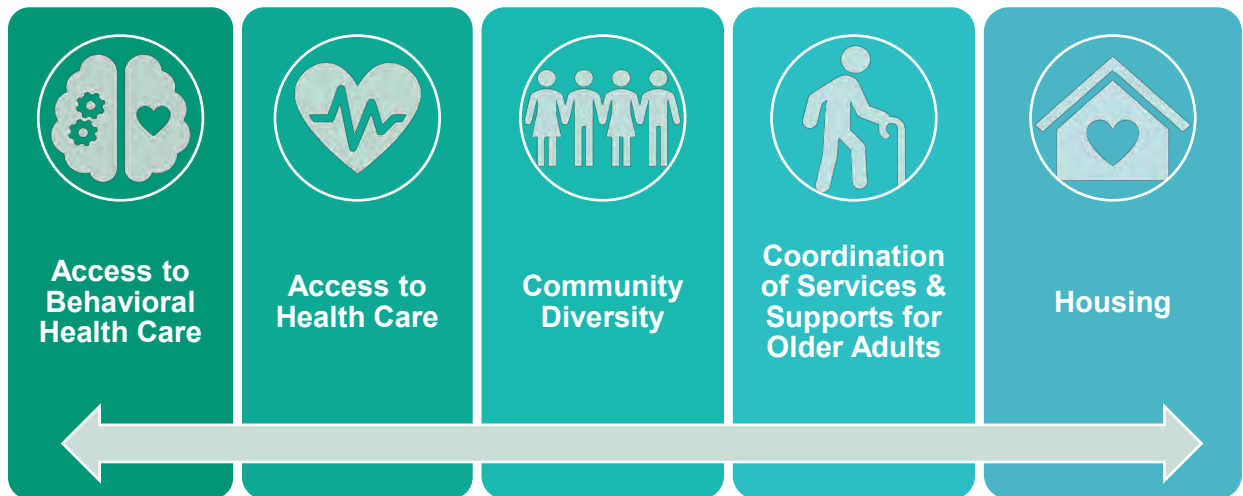 Access to
Behavioral
Health Care
Access to
Health Care
Community
Diversity
Coordination
of Services &
Supports for
Older Adults
Housing